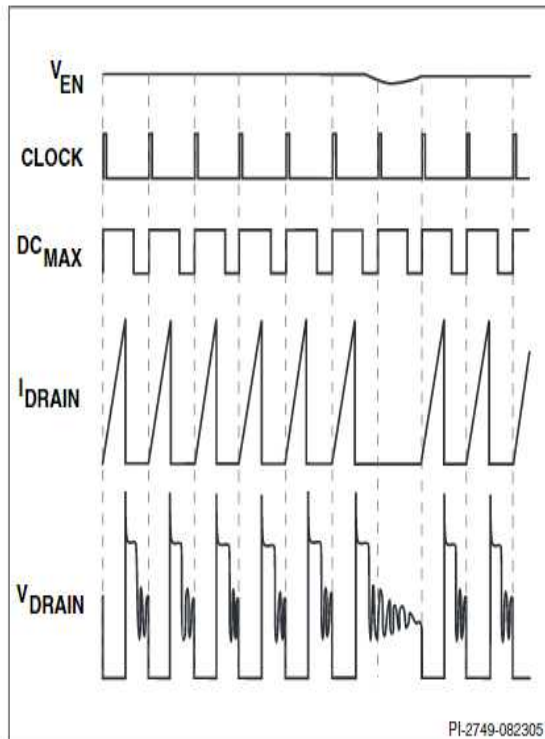 VEN
CLOCK
DCMAX
IDRAIN
VDRAIN
PI-2749-082305